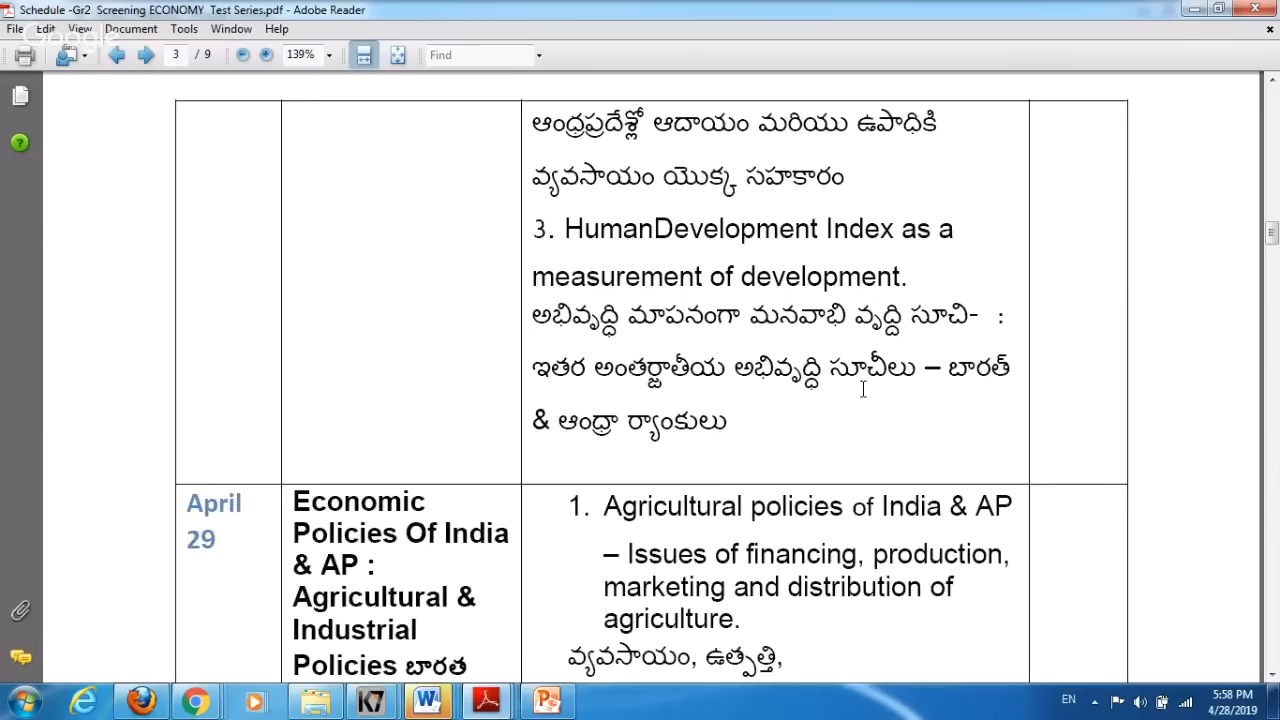 Schedule -Gr2 Screening ECONOMY Test Series.pdf - Adobe Reader
File Edit View Document Tools Window Help
Google
3 / 9 139% Find
ఆంధ్రప్రదేశ్లో ఆదాయం మరియు ఉపాధికి
వ్యవసాయం యొక్క సహకారం
3. HumanDevelopment Index as a
measurement of development.
అభివృద్ధి మాపనంగా మనవాభి వృద్ది సూచి- :
ఇతర అంతర్జాతీయ అభివృద్ధి సూచీలు – బారత్
& ఆంధ్రా ర్యాంకులు
April
29
Economic
Policies Of India
& AP :
Agricultural &
Industrial
Policies బారత
1. Agricultural policies of India & AP
– Issues of financing, production,
marketing and distribution of
agriculture.
వ్యవసాయం, ఉత్పత్తి,
EN
5:58 PM
4/28/2019